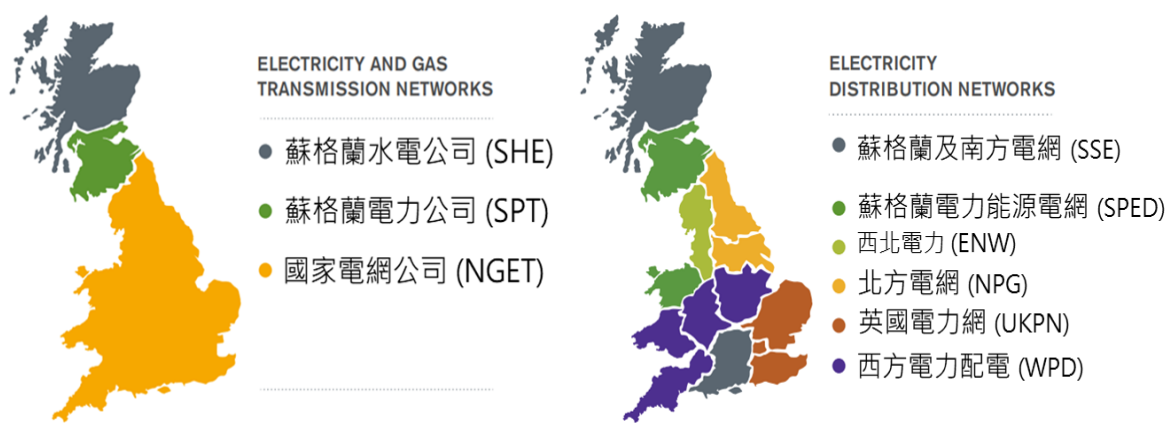 ELECTRICITY AND GAS
TRANSMISSION NETWORKS
蘇格蘭水電公司 (SHE)
蘇格蘭電力公司 (SPT)
國家電網公司 (NGET)
ELECTRICITY
DISTRIBUTION NETWORKS
蘇格蘭及南方電網 (SSE)
蘇格蘭電力能源電網 (SPED)
西北電力 (ENW)
北方電網 (NPG)
英國電力網 (UKPN)
西方電力配電 (WPD)